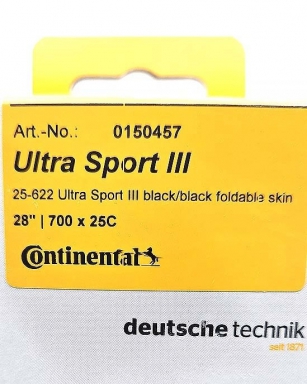 Art.-No.: 0150457
Ultra Sport III
25-622 Ultra Sport III black/black foldable skin
28" | 700 x 25C
Continental
deutsche technik
seit 1871